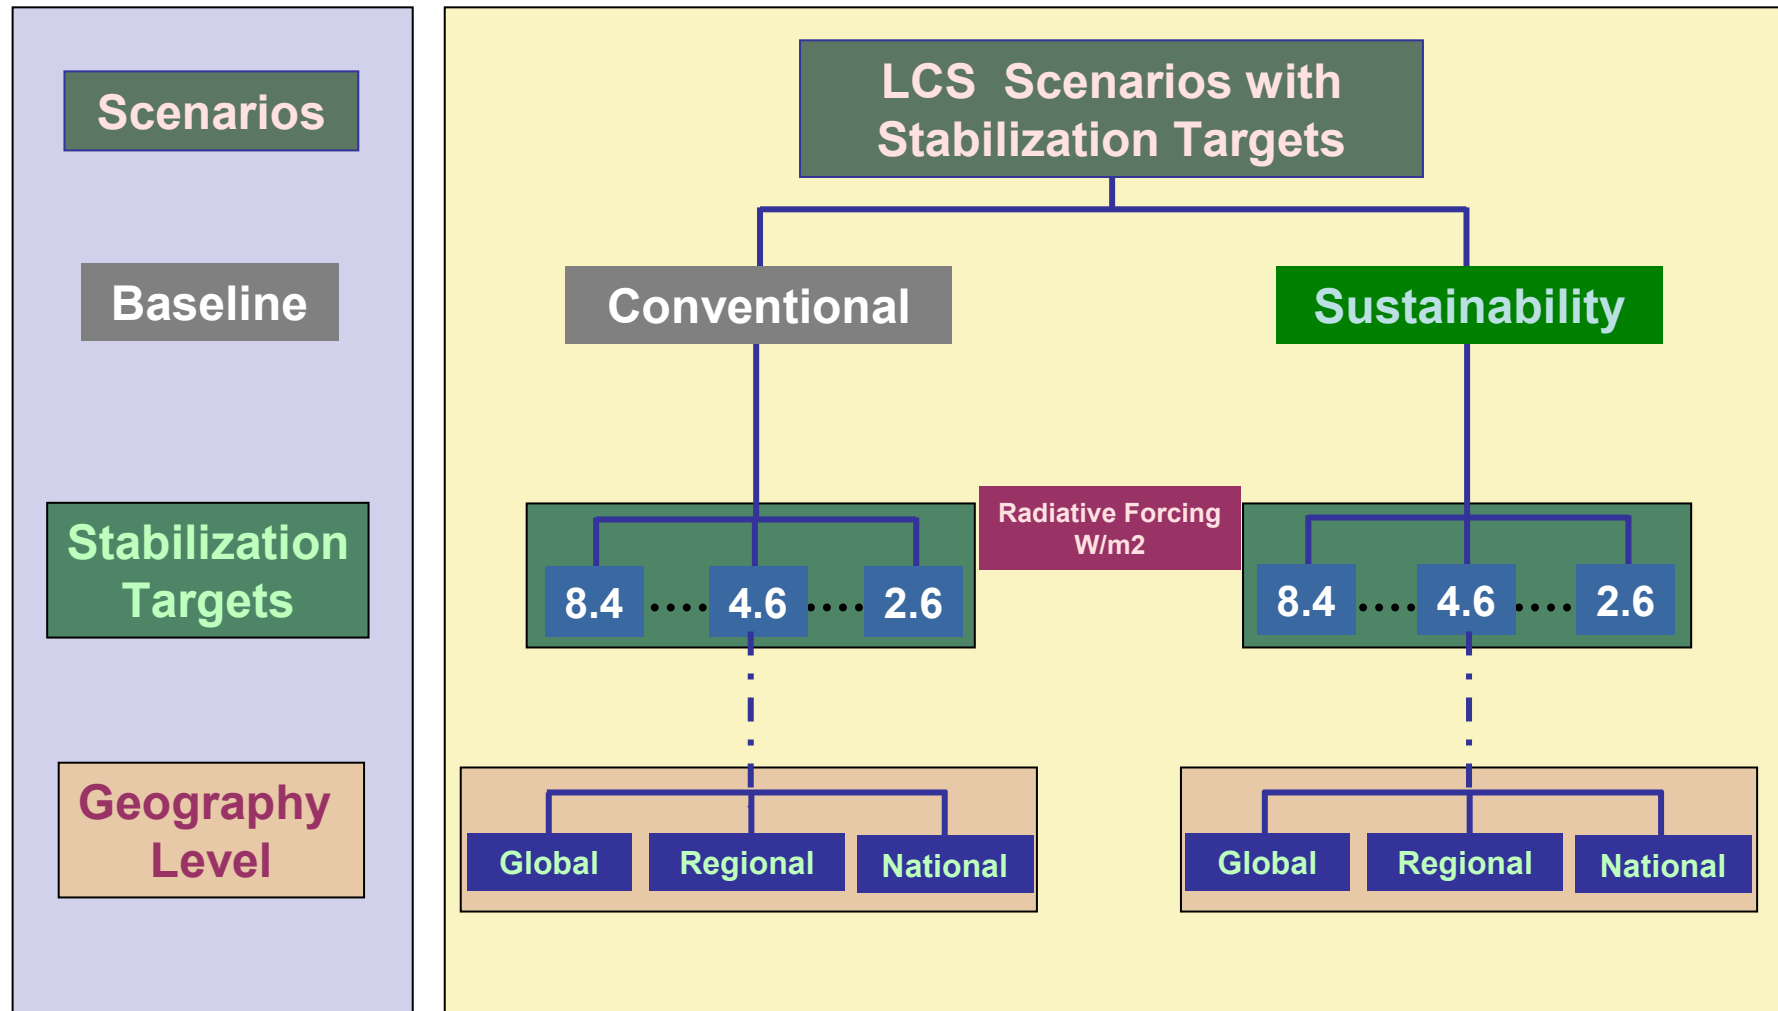 Scenarios
LCS Scenarios with
Stabilization Targets
Baseline
Conventional
Sustainability
Stabilization
Targets
Radiative Forcing
W/m2
8.4 ..... 4.6 ..... 2.6
8.4 ..... 4.6 ..... 2.6
Geography
Level
Global
Regional
National
Global
Regional
National